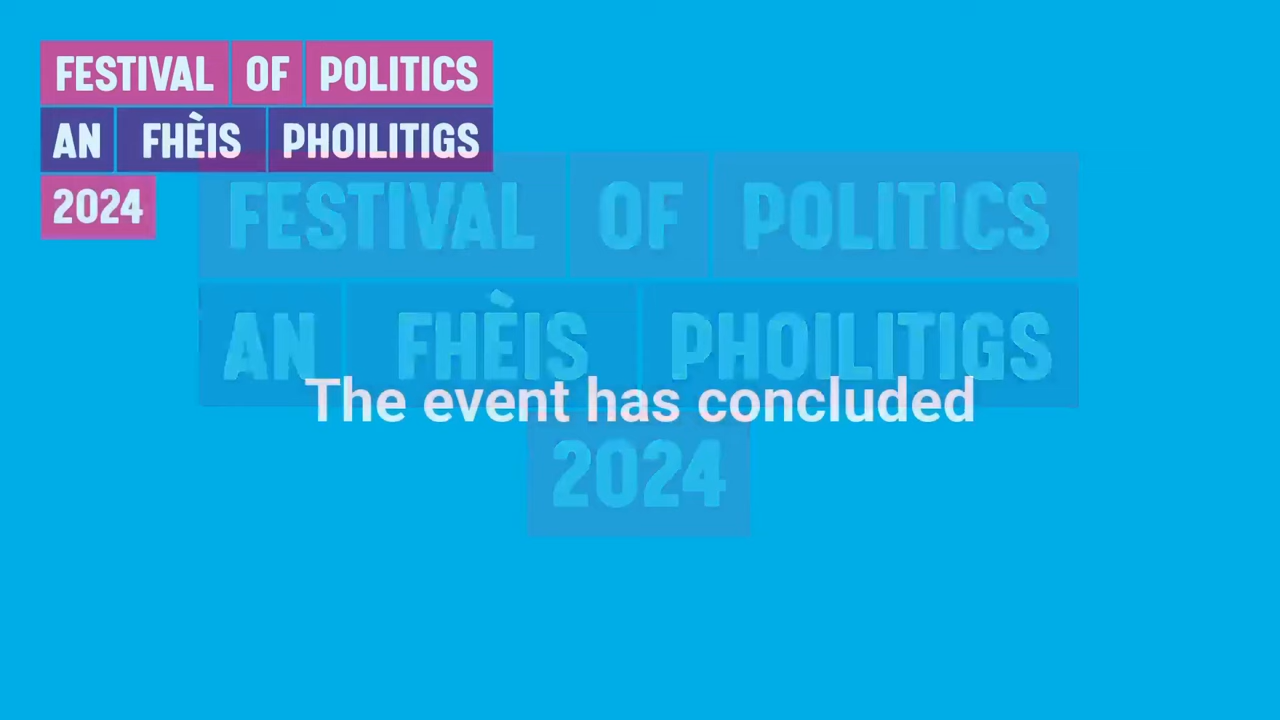 FESTIVAL OF POLITICS
AN FHÈIS PHOILITIGS
2024
FESTIVAL OF POLITICS
AN FHÈIS PHOILITIGS
The event has concluded
2024